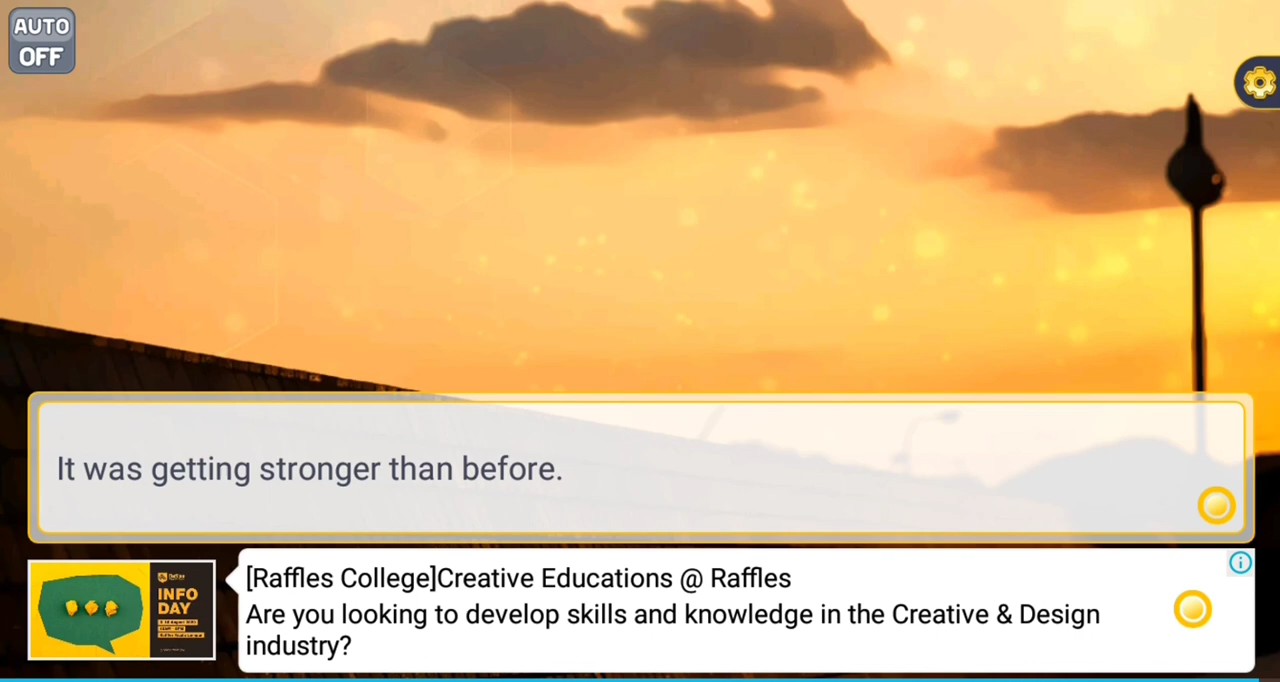 AUTO
OFF
It was getting stronger than before.
[Raffles College]Creative Educations @ Raffles
Are you looking to develop skills and knowledge in the Creative & Design
industry?
INFO
DAY